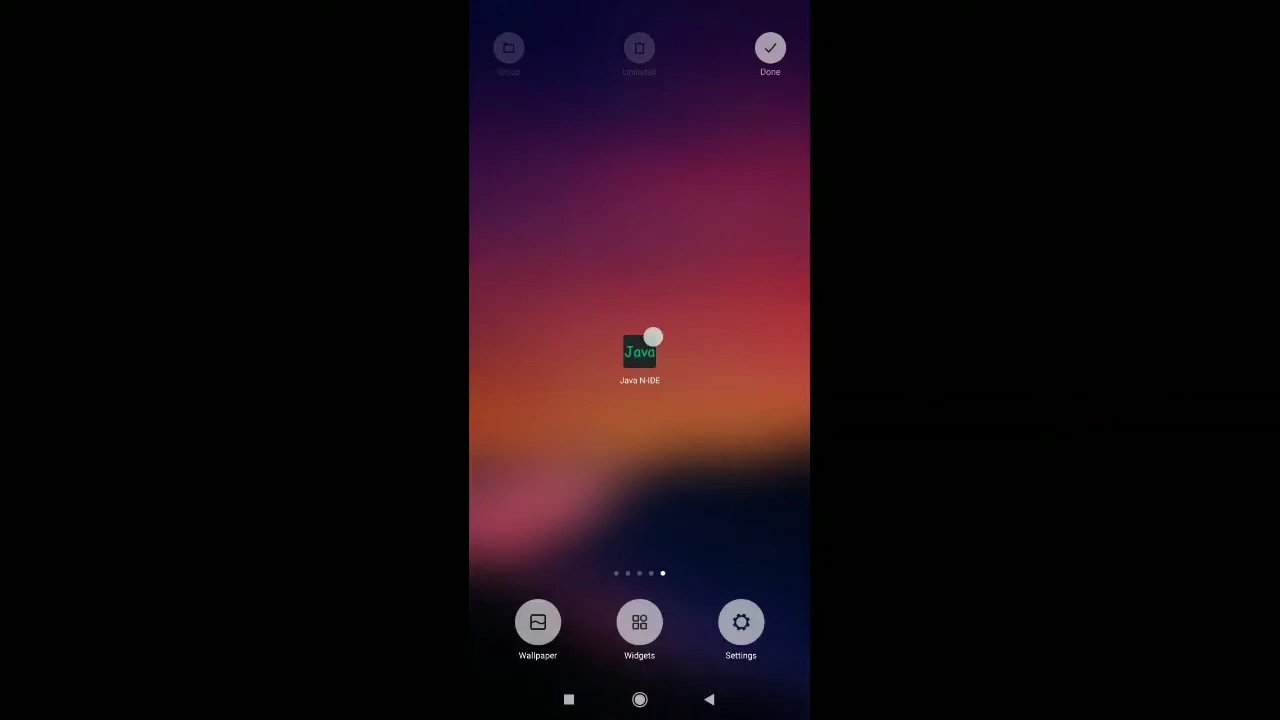 Group
Uninstall
Done
Java
Java N-IDE
Wallpaper
Widgets
Settings